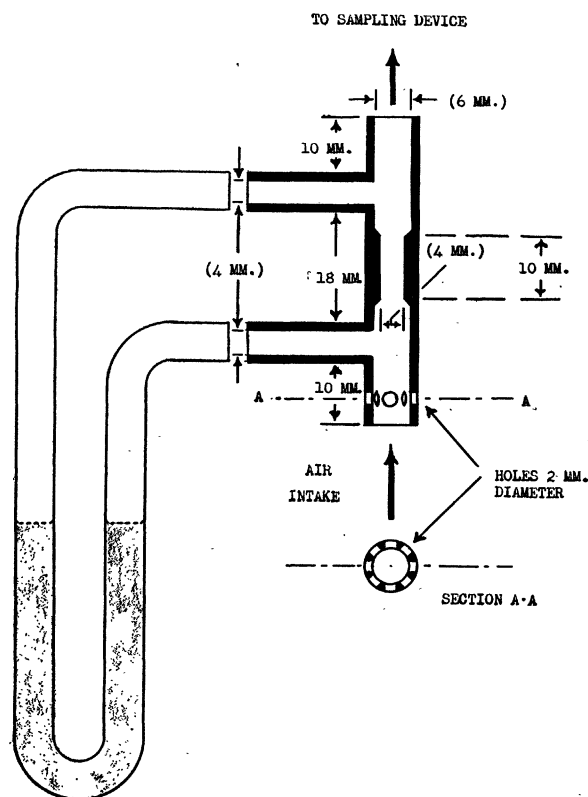 TO SAMPLING DEVICE
(6 MM.)
10 MM.
(4 MM.)
(4 MM.)
18 MM.
10 MM.
10 MM.
A
A
AIR
INTAKE
HOLES 2 MM.
DIAMETER
SECTION A-A